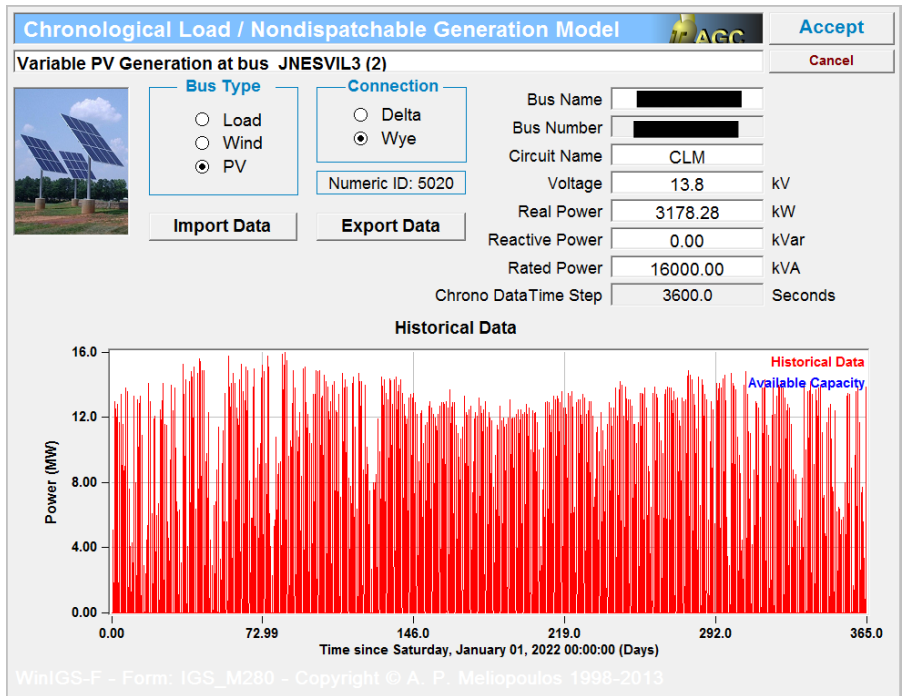 Chronological Load / Nondispatchable Generation Model
AGC
Accept
Variable PV Generation at bus JNESVIL3 (2)
Cancel
Bus Type
Load
Wind
PV
Connection
Delta
Wye
Numeric ID: 5020
Import Data
Export Data
Bus Name
Bus Number
Circuit Name CLM
Voltage 13.8 kV
Real Power 3178.28 kW
Reactive Power 0.00 kVar
Rated Power 16000.00 kVA
Chrono DataTime Step 3600.0 Seconds
Historical Data
Historical Data
Available Capacity
Power (MW)
16.0
12.0
8.00
4.00
0.00
0.00 72.99 146.0 219.0 292.0 365.0
Time since Saturday, January 01, 2022 00:00:00 (Days)
WinIGS-F - Form: IGS_M280 - Copyright © A. P. Meliopoulos 1998-2013